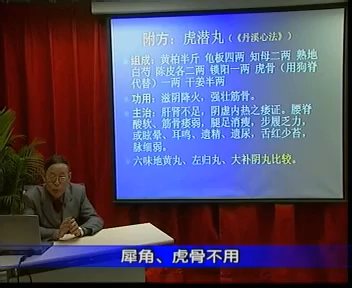 附方：虎潜丸（《丹溪心法》）
组成：黄柏半斤 龟板四两 知母二两 熟地
白芍 陈皮各二两 锁阳一两 虎骨（用狗脊
代替）一两 干姜半两
功用：滋阴降火，强壮筋骨。
主治：肝肾不足，阴虚内热之痿证。腰脊
酸软、筋骨痿弱，腿足消瘦，步履乏力，
或眩晕、耳鸣、遗精、遗尿，舌红少苔，
脉细弱。
六味地黄丸、左归丸、大补阴丸比较。
犀角、虎骨不用